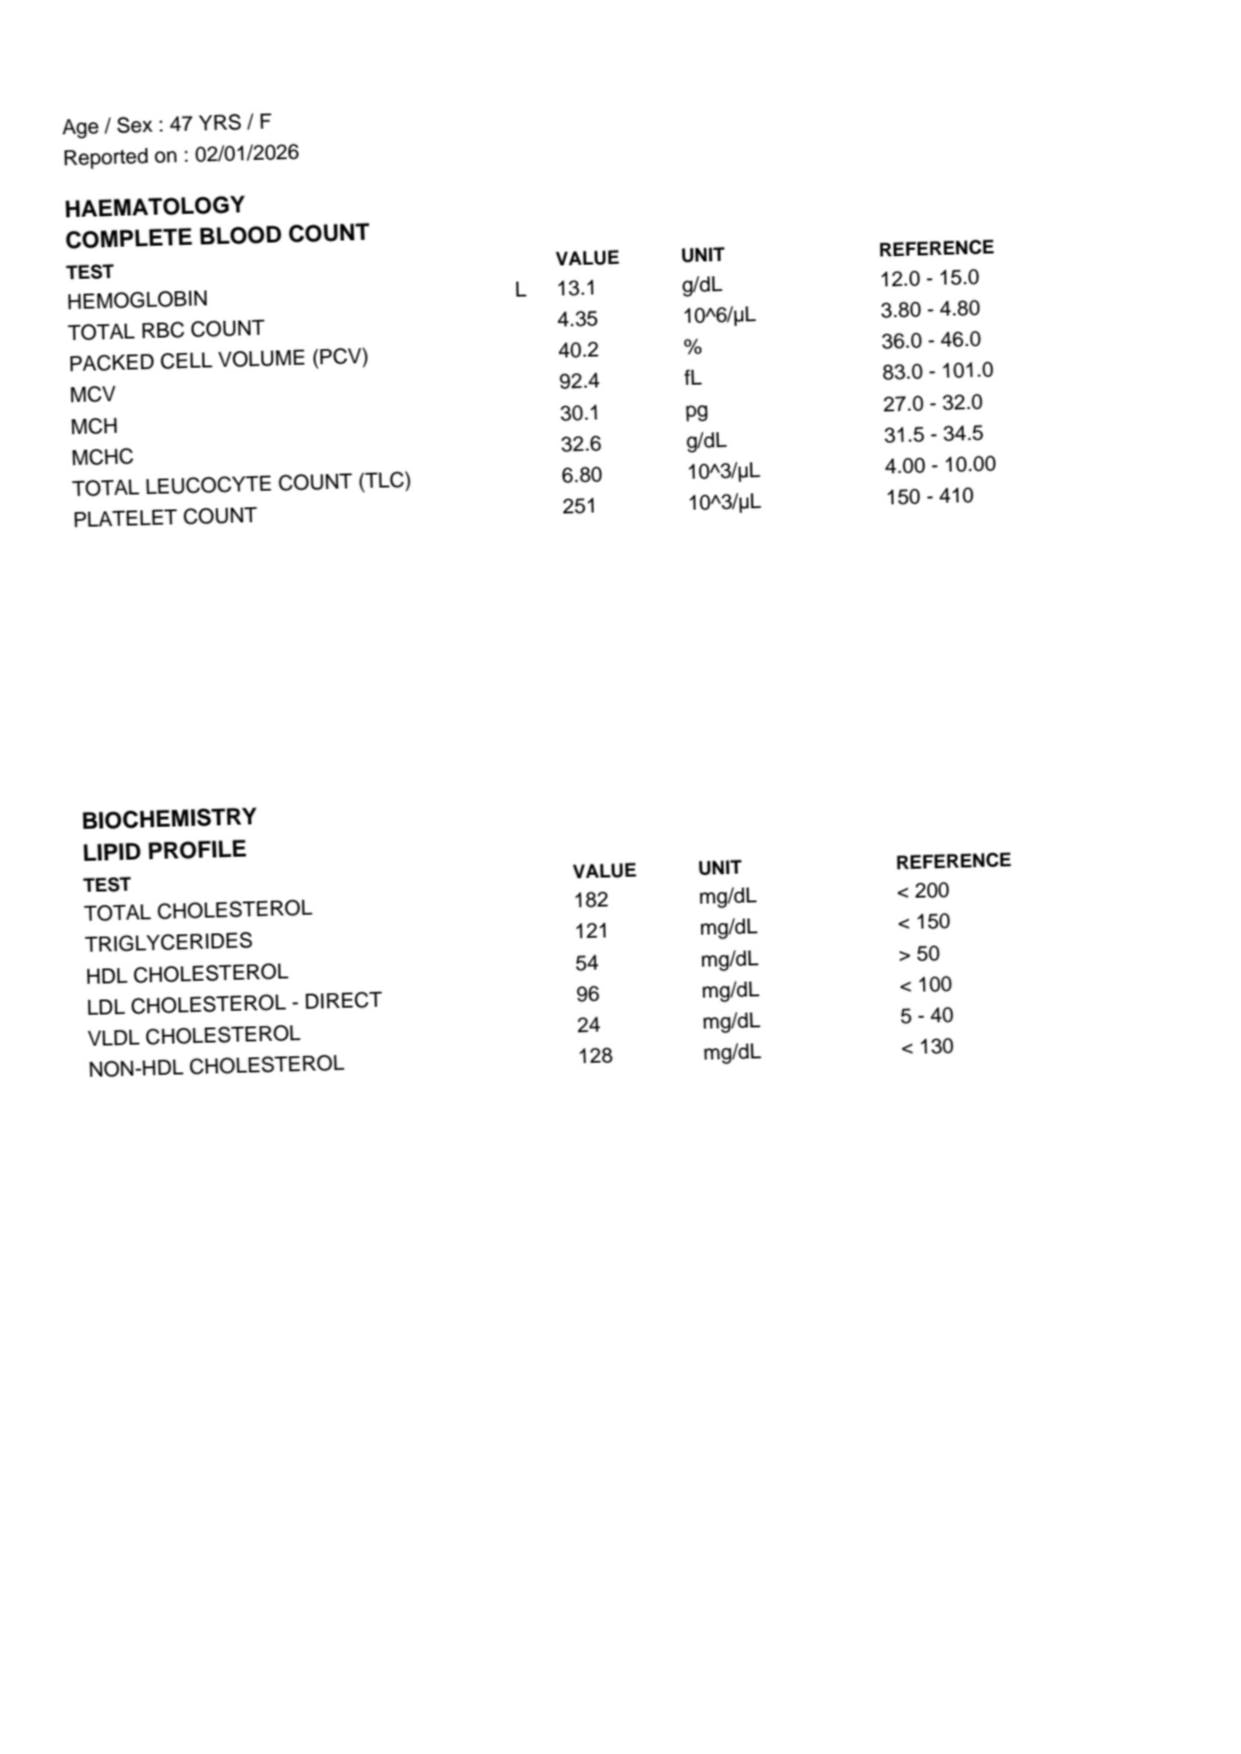 Age / Sex : 47 YRS / F
Reported on : 02/01/2026
HAEMATOLOGY
COMPLETE BLOOD COUNT
TEST VALUE UNIT REFERENCE
HEMOGLOBIN L 13.1 g/dL 12.0 - 15.0
TOTAL RBC COUNT 4.35 10^6/µL 3.80 - 4.80
PACKED CELL VOLUME (PCV) 40.2 % 36.0 - 46.0
MCV 92.4 fL 83.0 - 101.0
MCH 30.1 pg 27.0 - 32.0
MCHC 32.6 g/dL 31.5 - 34.5
TOTAL LEUCOCYTE COUNT (TLC) 6.80 10^3/µL 4.00 - 10.00
PLATELET COUNT 251 10^3/µL 150 - 410
BIOCHEMISTRY
LIPID PROFILE
TEST VALUE UNIT REFERENCE
TOTAL CHOLESTEROL 182 mg/dL < 200
TRIGLYCERIDES 121 mg/dL < 150
HDL CHOLESTEROL 54 mg/dL > 50
LDL CHOLESTEROL - DIRECT 96 mg/dL < 100
VLDL CHOLESTEROL 24 mg/dL 5 - 40
NON-HDL CHOLESTEROL 128 mg/dL < 130